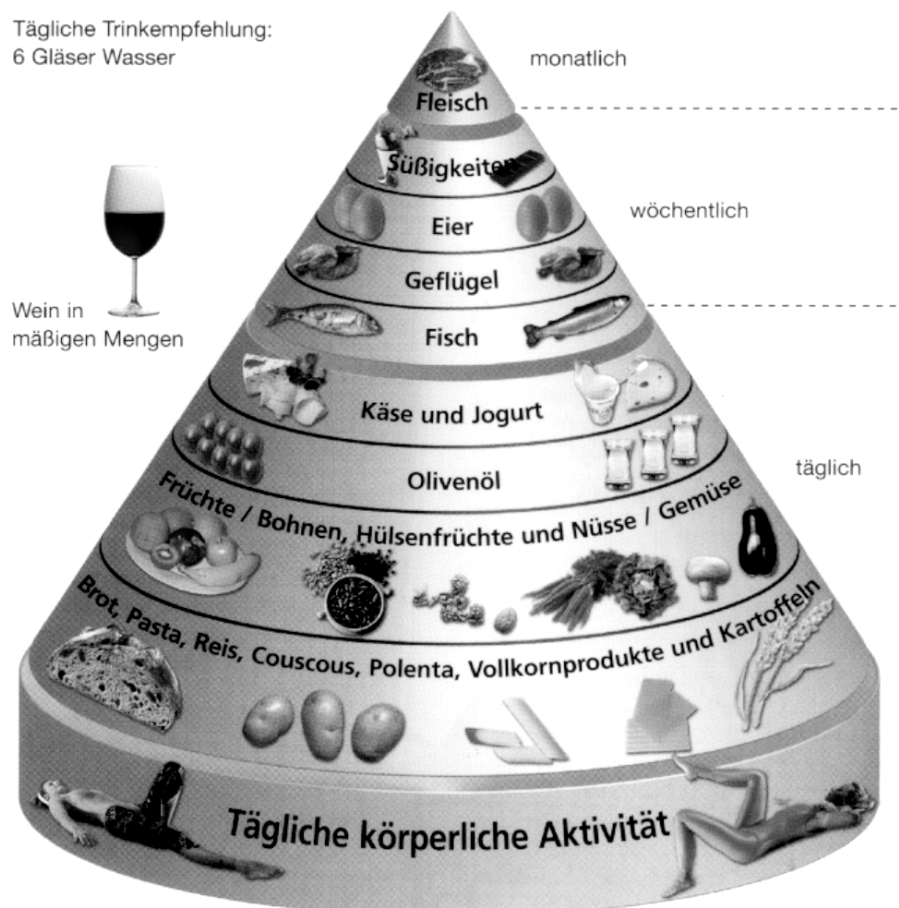 Tägliche Trinkempfehlung:
6 Gläser Wasser
monatlich
Fleisch
Süßigkeiten
wöchentlich
Eier
Geflügel
Wein in
mäßigen Mengen
Fisch
Käse und Jogurt
täglich
Olivenöl
Früchte / Bohnen, Hülsenfrüchte und Nüsse / Gemüse
Brot, Pasta, Reis, Couscous, Polenta, Vollkornprodukte und Kartoffeln
Tägliche körperliche Aktivität